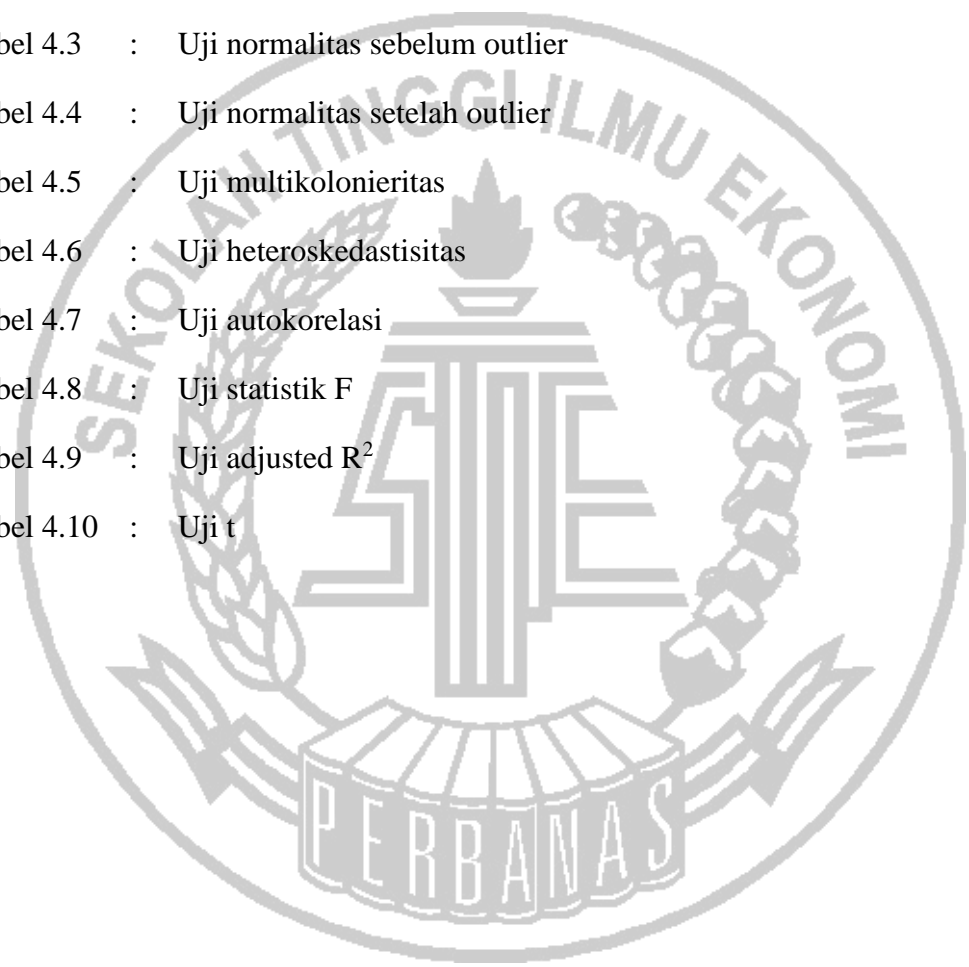 bel 4.3 : Uji normalitas sebelum outlier
bel 4.4 : Uji normalitas setelah outlier
bel 4.5 : Uji multikolonieritas
bel 4.6 : Uji heteroskedastisitas
bel 4.7 : Uji autokorelasi
bel 4.8 : Uji statistik F
bel 4.9 : Uji adjusted R²
bel 4.10 : Uji t
SEKOLAH TINGGI ILMU EKONOMI
STIE
PERBANAS